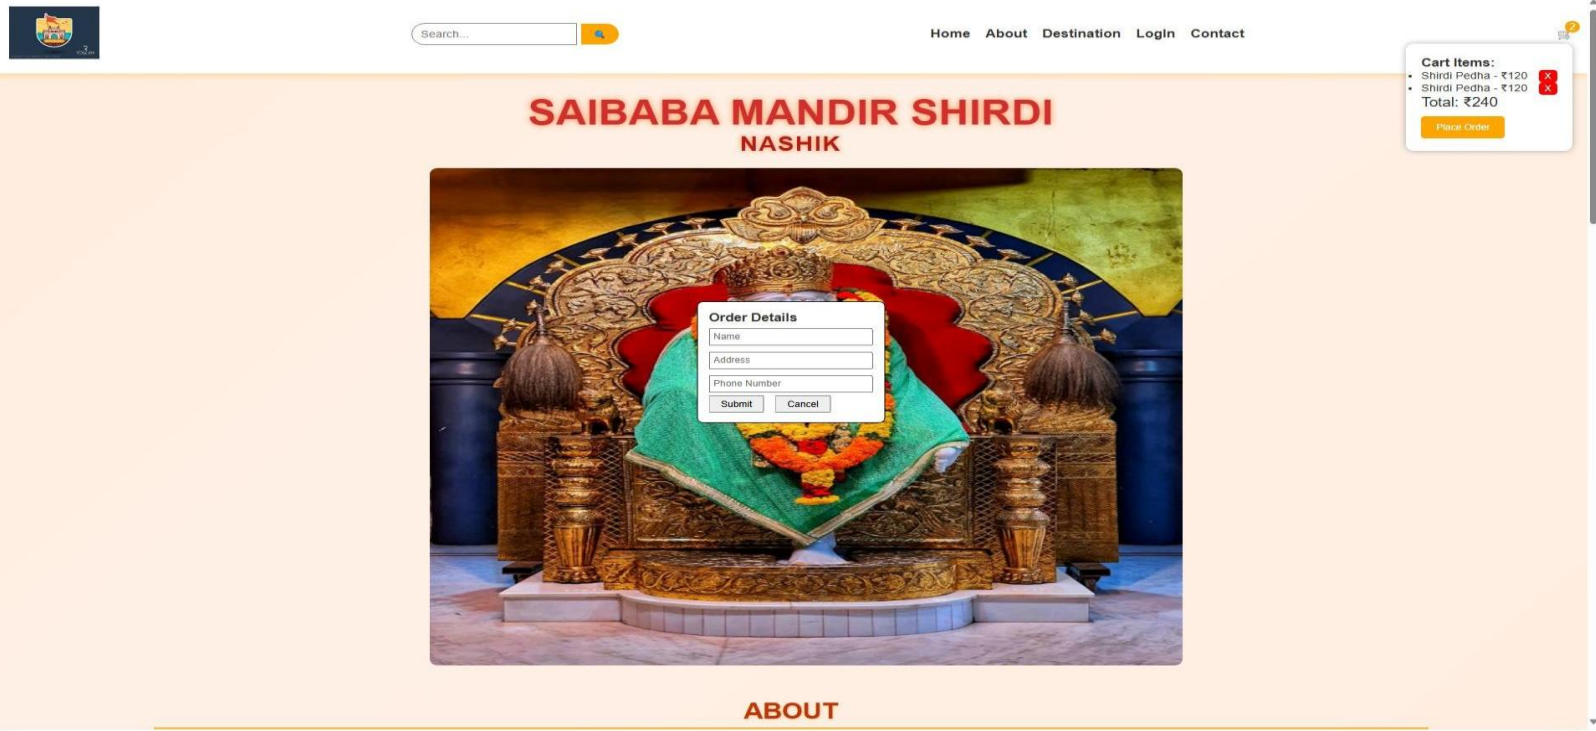 Search...
Home About Destination LogIn Contact
2
Cart Items:
Shirdi Pedha - ₹120 X
Shirdi Pedha - ₹120 X
Total: ₹240
Place Order
SAIBABA MANDIR SHIRDI
NASHIK
Order Details
Name
Address
Phone Number
Submit Cancel
ABOUT